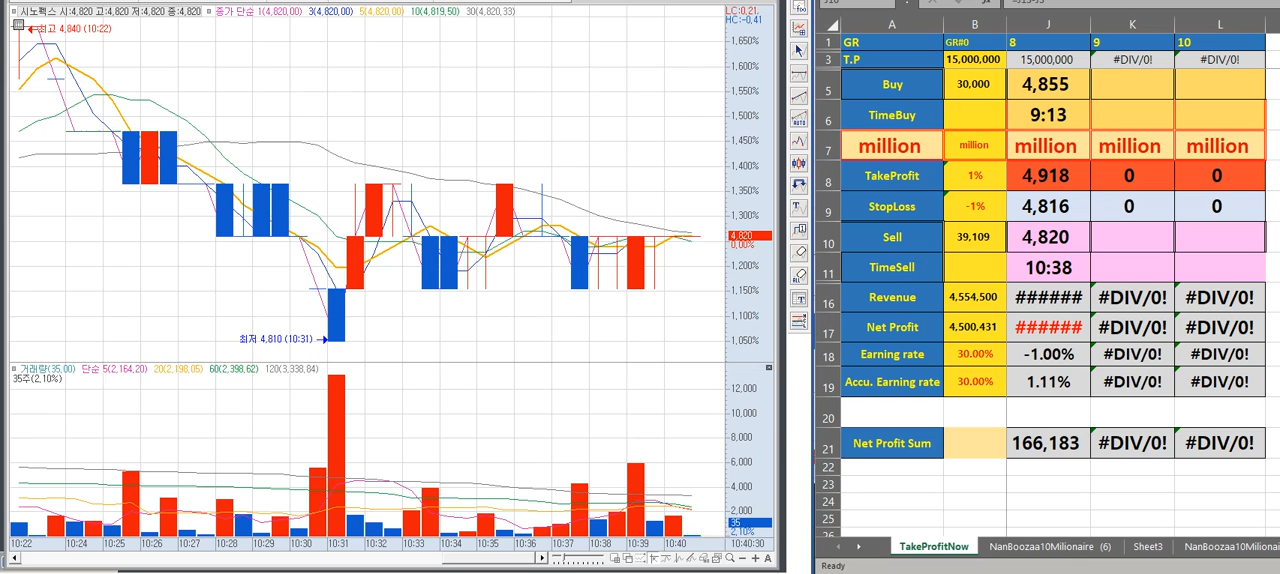 시노펙스 시:4,820 고:4,820 저:4,820 종:4,820 종가 단순 1(4,820,00) 3(4,820,00) 5(4,820,00) 10(4,819,50) 30(4,820,33)
LC:0,21
HC:-0,41
최고 4,840 (10:22)
1,650%
1,600%
1,550%
1,500%
1,450%
1,400%
1,350%
1,300%
4,820
0,00%
1,200%
1,150%
1,100%
1,050%
최저 4,810 (10:31)
거래량(35,00) 단순 5(2,164,20) 20(2,198,05) 60(2,398,62) 120(3,338,84)
35주(2,10%)
12,000
10,000
8,000
6,000
4,000
2,000
35
2,10%
10:22 10:24 10:25 10:26 10:27 10:28 10:29 10:30 10:31 10:32 10:33 10:34 10:35 10:36 10:37 10:38 10:39 10:40 10:40:30
A B J K L
1 GR GR#0 8 9 10
3 T.P 15,000,000 15,000,000 #DIV/0! #DIV/0!
5 Buy 30,000 4,855
6 TimeBuy 9:13
7 million million million million million
8 TakeProfit 1% 4,918 0 0
9 StopLoss -1% 4,816 0 0
10 Sell 39,109 4,820
11 TimeSell 10:38
16 Revenue 4,554,500 ###### #DIV/0! #DIV/0!
17 Net Profit 4,500,431 ###### #DIV/0! #DIV/0!
18 Earning rate 30.00% -1.00% #DIV/0! #DIV/0!
19 Accu. Earning rate 30.00% 1.11% #DIV/0! #DIV/0!
20
21 Net Profit Sum 166,183 #DIV/0! #DIV/0!
22
23
24
25
26
TakeProfitNow NanBoozaa10Milionaire (6) Sheet3 NanBoozaa10Miliona
Ready